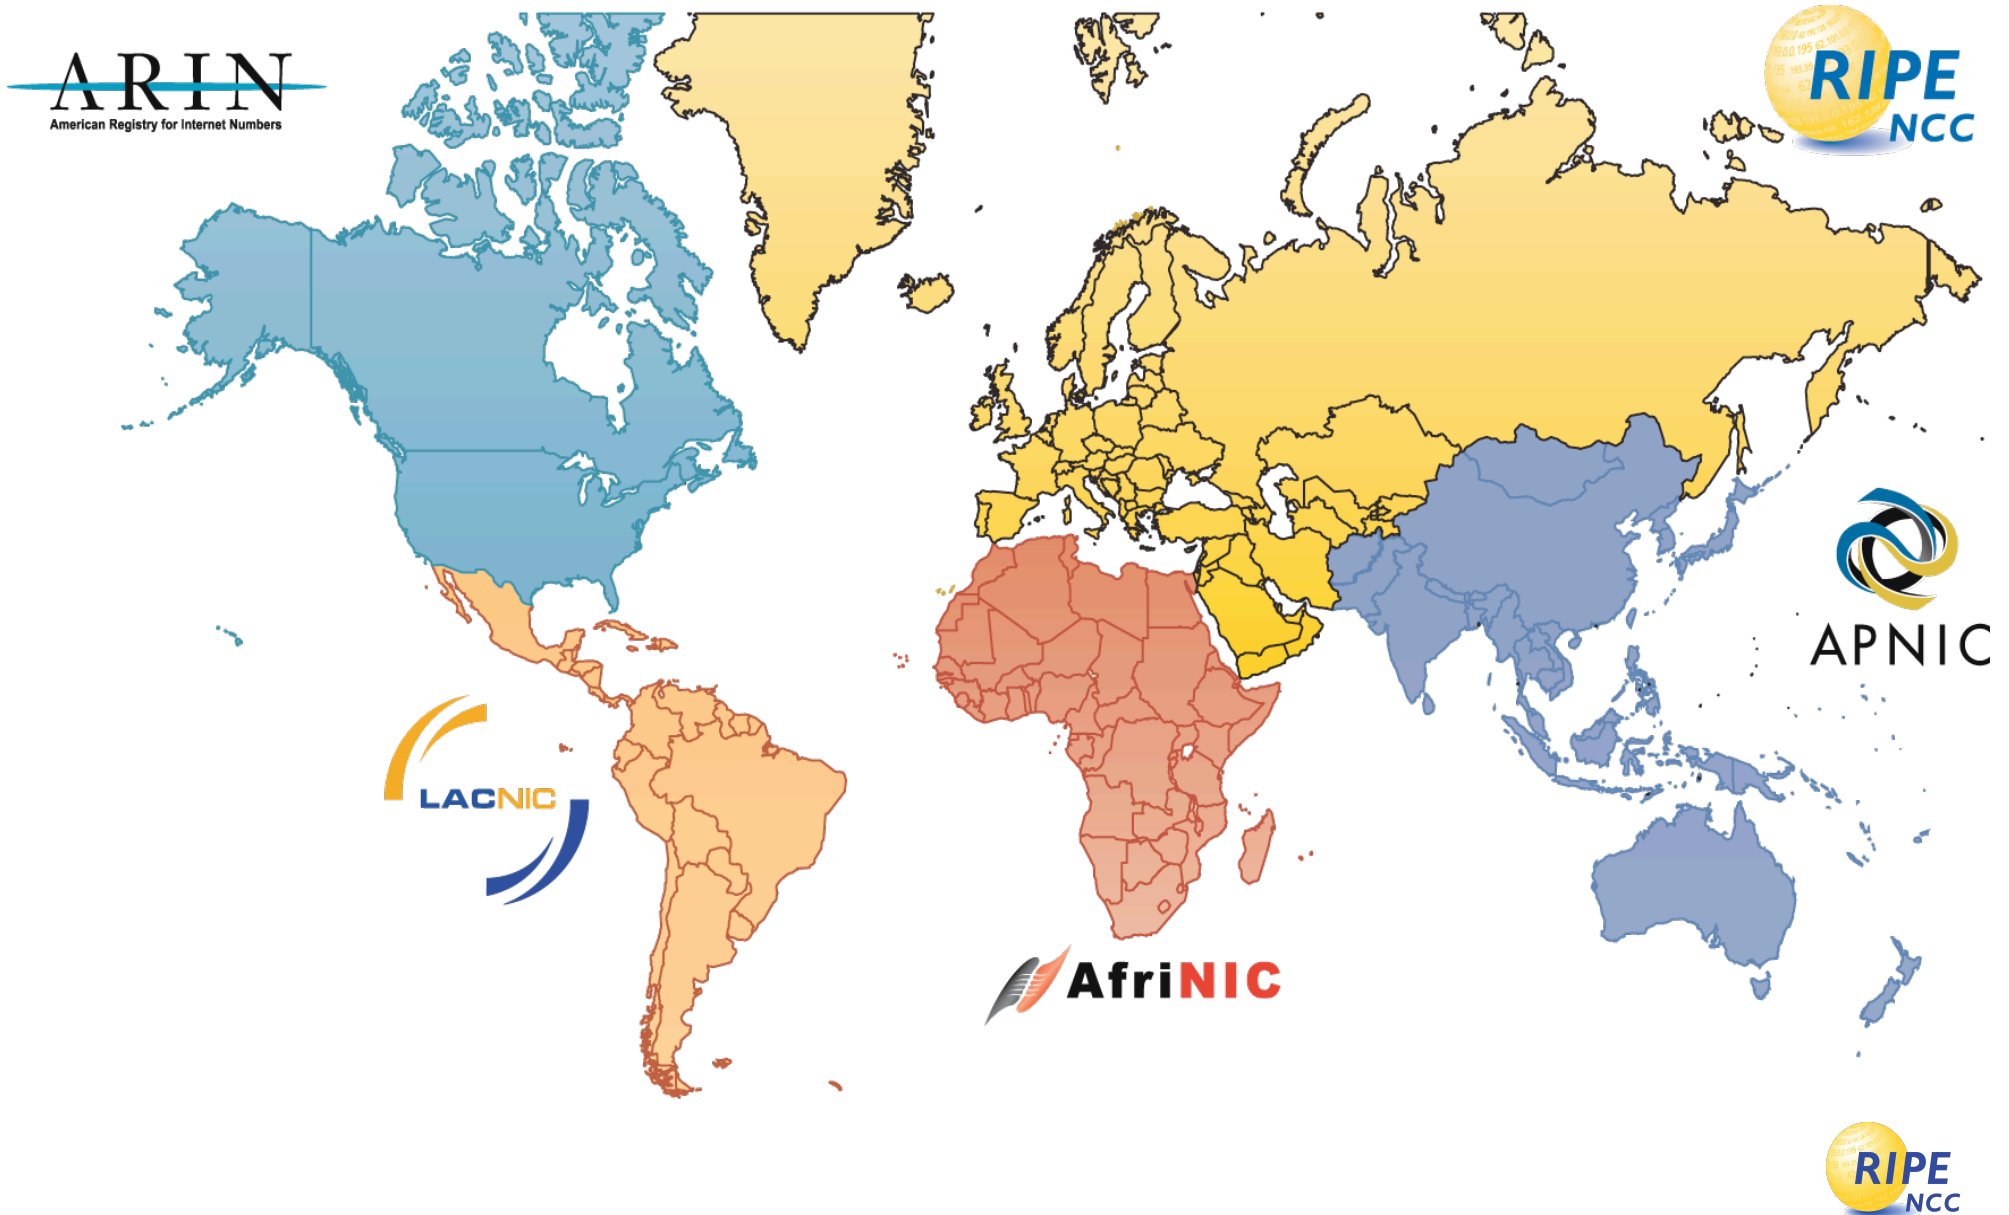 ARIN
American Registry for Internet Numbers
RIPE
NCC
APNIC
LACNIC
AfriNIC
RIPE
NCC